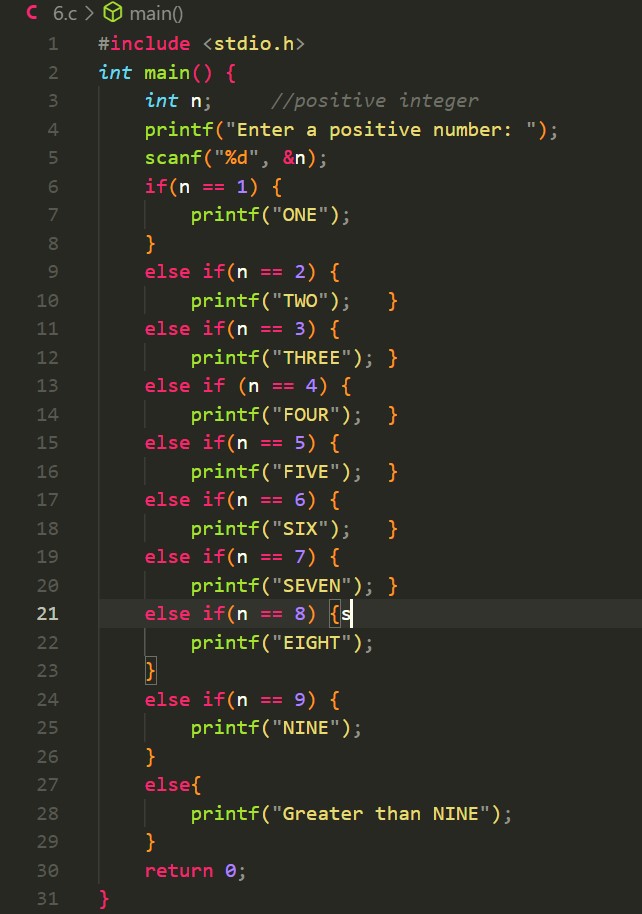 C 6.c > main()
1 #include <stdio.h>
2 int main() {
3     int n;     //positive integer
4     printf("Enter a positive number: ");
5     scanf("%d", &n);
6     if(n == 1) {
7         printf("ONE");
8     }
9     else if(n == 2) {
10         printf("TWO");   }
11     else if(n == 3) {
12         printf("THREE"); }
13     else if (n == 4) {
14         printf("FOUR");  }
15     else if(n == 5) {
16         printf("FIVE");  }
17     else if(n == 6) {
18         printf("SIX");   }
19     else if(n == 7) {
20         printf("SEVEN"); }
21     else if(n == 8) {s
22         printf("EIGHT");
23     }
24     else if(n == 9) {
25         printf("NINE");
26     }
27     else{
28         printf("Greater than NINE");
29     }
30     return 0;
31 }